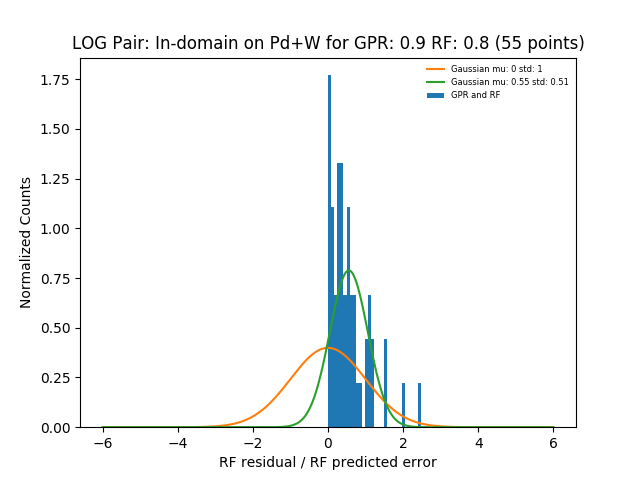 LOG Pair: In-domain on Pd+W for GPR: 0.9 RF: 0.8 (55 points)
Gaussian mu: 0 std: 1
Gaussian mu: 0.55 std: 0.51
GPR and RF
Normalized Counts
1.75
1.50
1.25
1.00
0.75
0.50
0.25
0.00
−6 −4 −2 0 2 4 6
RF residual / RF predicted error